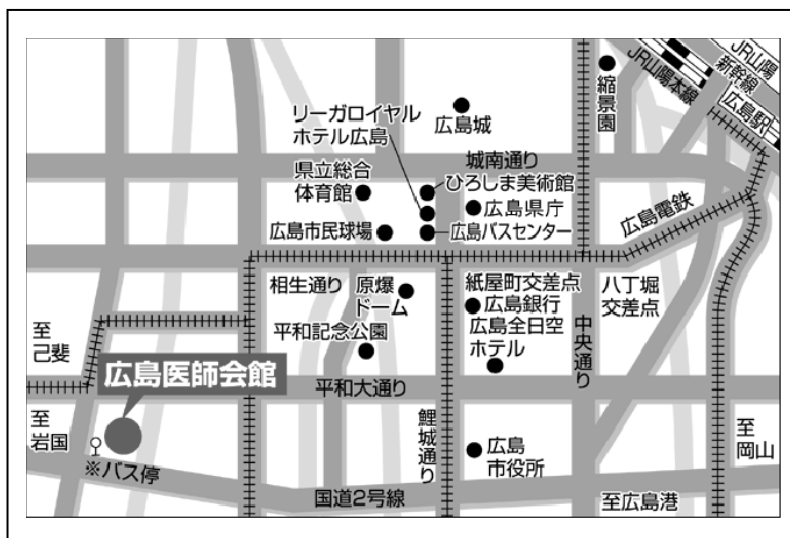 JR山陽
新幹線
JR山陽本線
広島駅
縮景園
広島城
リーガロイヤル
ホテル広島
城南通り
県立総合
体育館
ひろしま美術館
広島県庁
広島電鉄
広島市民球場
広島バスセンター
相生通り
原爆
ドーム
紙屋町交差点
八丁堀
交差点
広島銀行
平和記念公園
広島全日空
ホテル
中央通り
至
己斐
広島医師会館
平和大通り
至
岩国
鯉城通り
広島
市役所
至
岡山
※バス停
国道2号線
至広島港